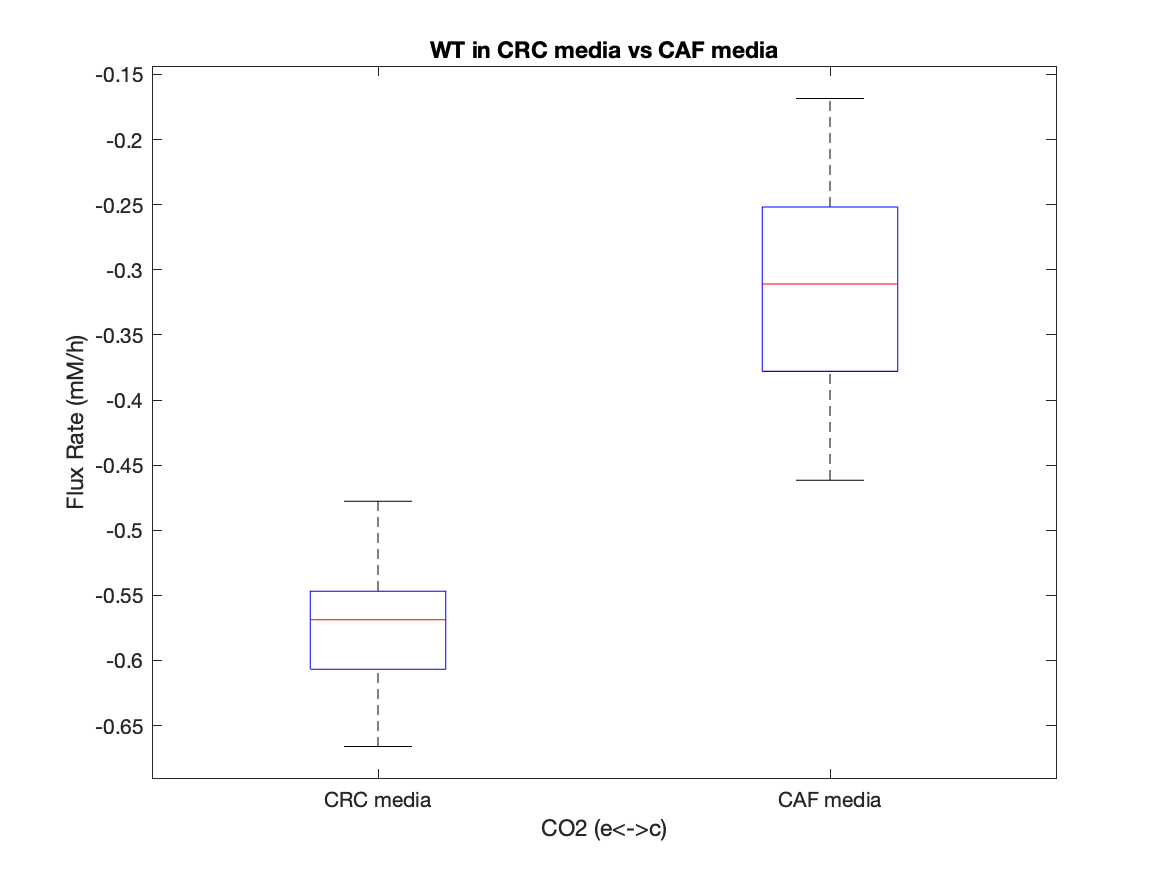 WT in CRC media vs CAF media
-0.15
-0.2
-0.25
-0.3
-0.35
-0.4
-0.45
-0.5
-0.55
-0.6
-0.65
Flux Rate (mM/h)
CRC media
CAF media
CO2 (e<->c)